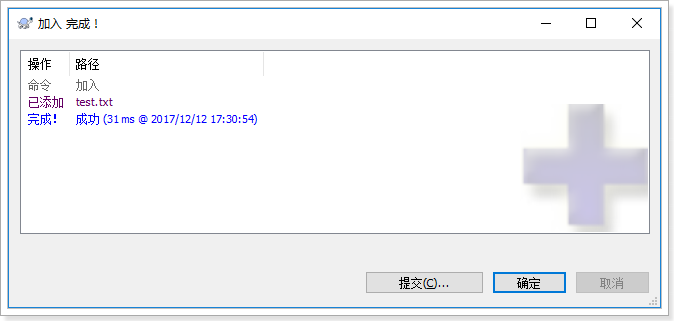 加入 完成！
操作 路径
命令 加入
已添加 test.txt
完成! 成功 (31 ms @ 2017/12/12 17:30:54)
提交(C)... 确定 取消